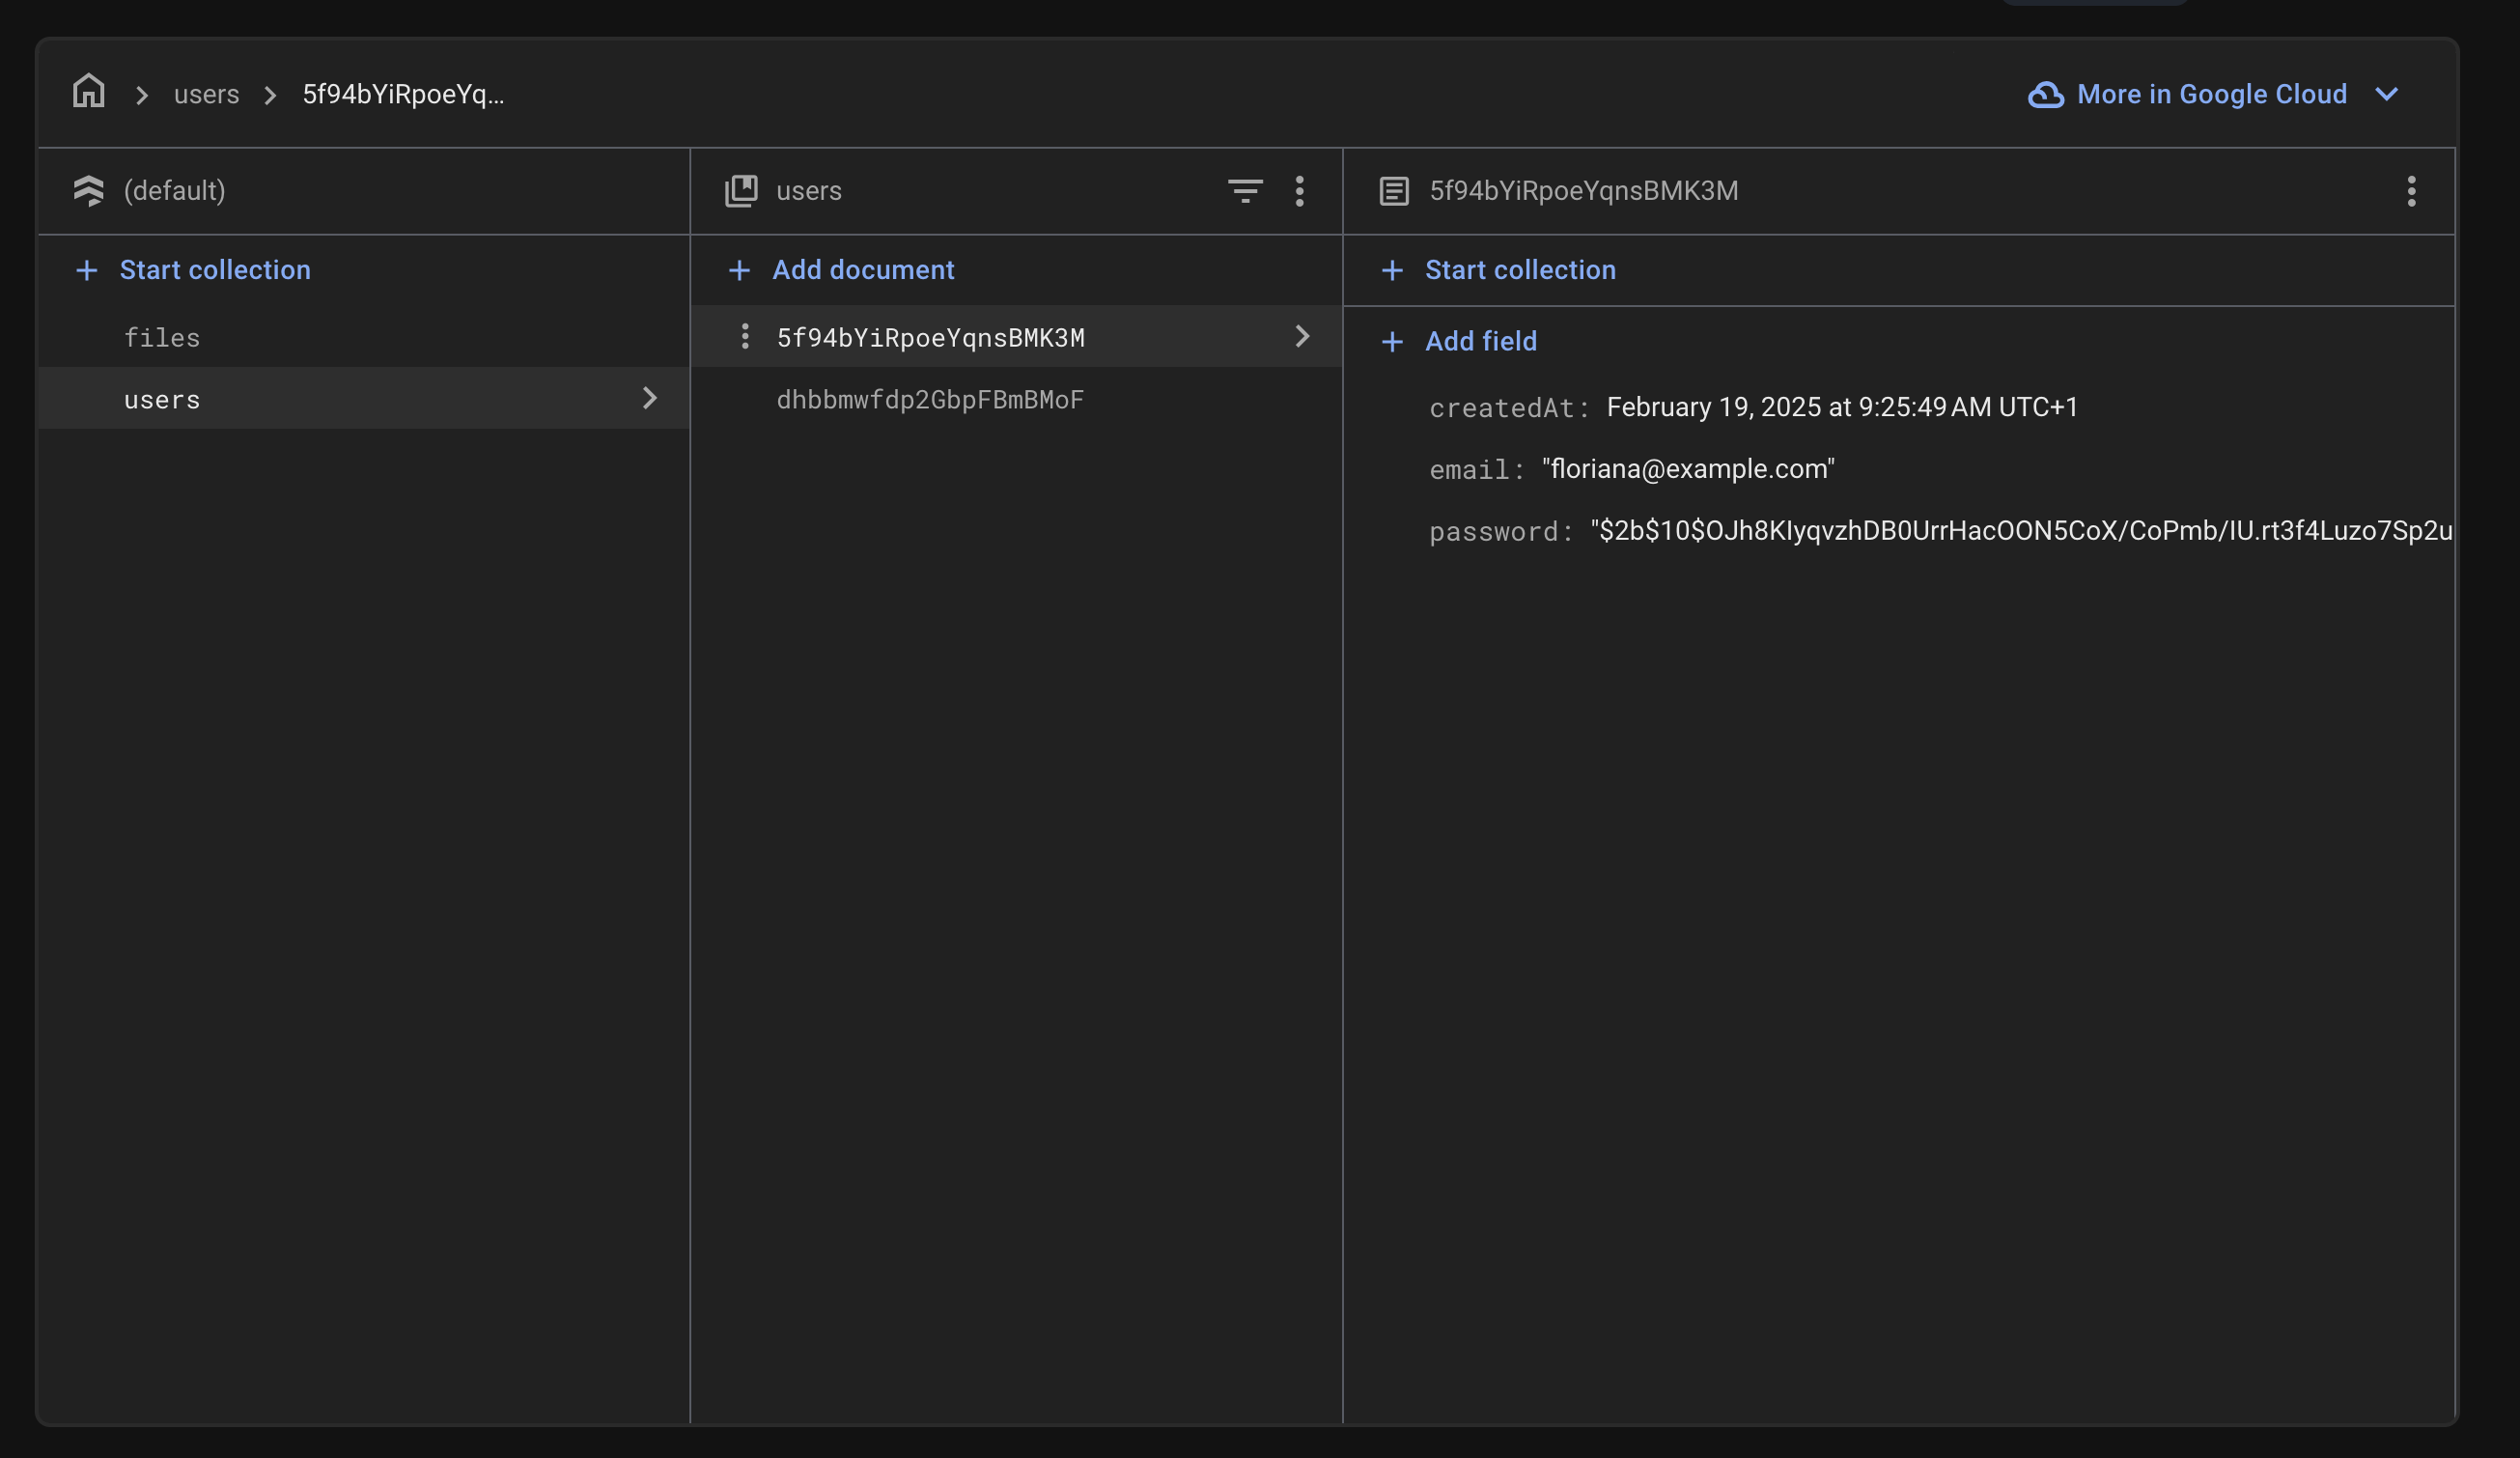 users 5f94bYiRpoeYq...
More in Google Cloud
(default)
Start collection
files
users
users
Add document
5f94bYiRpoeYqnsBMK3M
dhbbmwfdp2GbpFBmBMoF
5f94bYiRpoeYqnsBMK3M
Start collection
Add field
createdAt: February 19, 2025 at 9:25:49 AM UTC+1
email: "floriana@example.com"
password: "$2b$10$OJh8KIyqvzhDB0UrrHacOON5CoX/CoPmb/IU.rt3f4Luzo7Sp2u